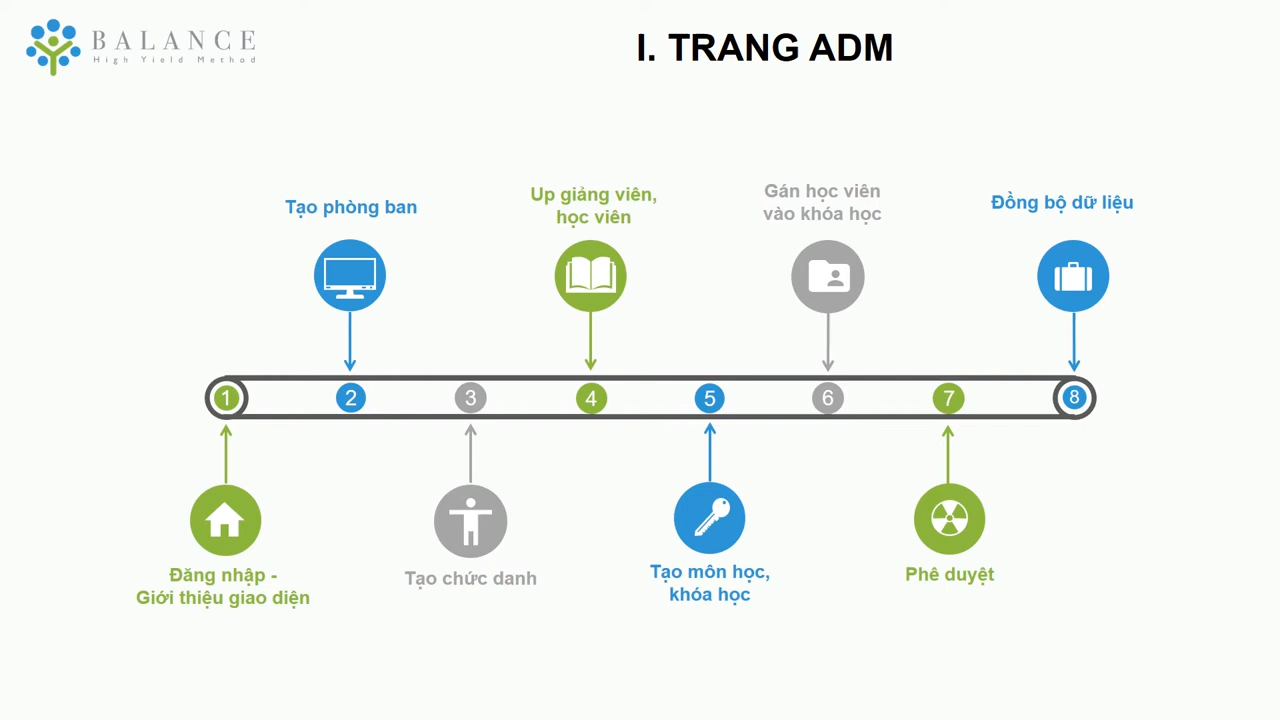 BALANCE
High Yield Method
I. TRANG ADM
Tạo phòng ban
Up giảng viên,
học viên
Gán học viên
vào khóa học
Đồng bộ dữ liệu
1
2
3
4
5
6
7
8
Đăng nhập -
Giới thiệu giao diện
Tạo chức danh
Tạo môn học,
khóa học
Phê duyệt